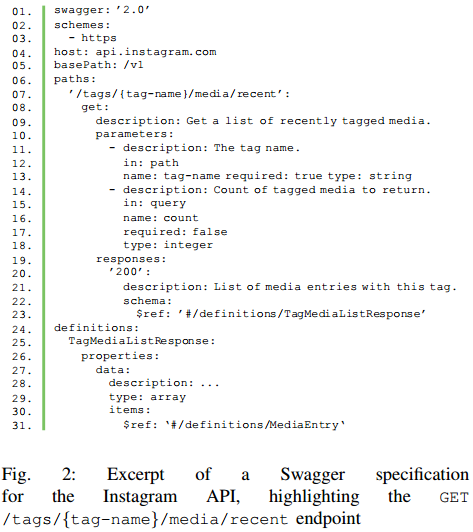 01. swagger: '2.0'
02. schemes:
03. - https
04. host: api.instagram.com
05. basePath: /v1
06. paths:
07. '/tags/{tag-name}/media/recent':
08. get:
09. description: Get a list of recently tagged media.
10. parameters:
11. - description: The tag name.
12. in: path
13. name: tag-name required: true type: string
14. - description: Count of tagged media to return.
15. in: query
16. name: count
17. required: false
18. type: integer
19. responses:
20. '200':
21. description: List of media entries with this tag.
22. schema:
23. $ref: '#/definitions/TagMediaListResponse'
24. definitions:
25. TagMediaListResponse:
26. properties:
27. data:
28. description: ...
29. type: array
30. items:
31. $ref: '#/definitions/MediaEntry'
Fig. 2: Excerpt of a Swagger specification
for the Instagram API, highlighting the GET
/tags/{tag-name}/media/recent endpoint